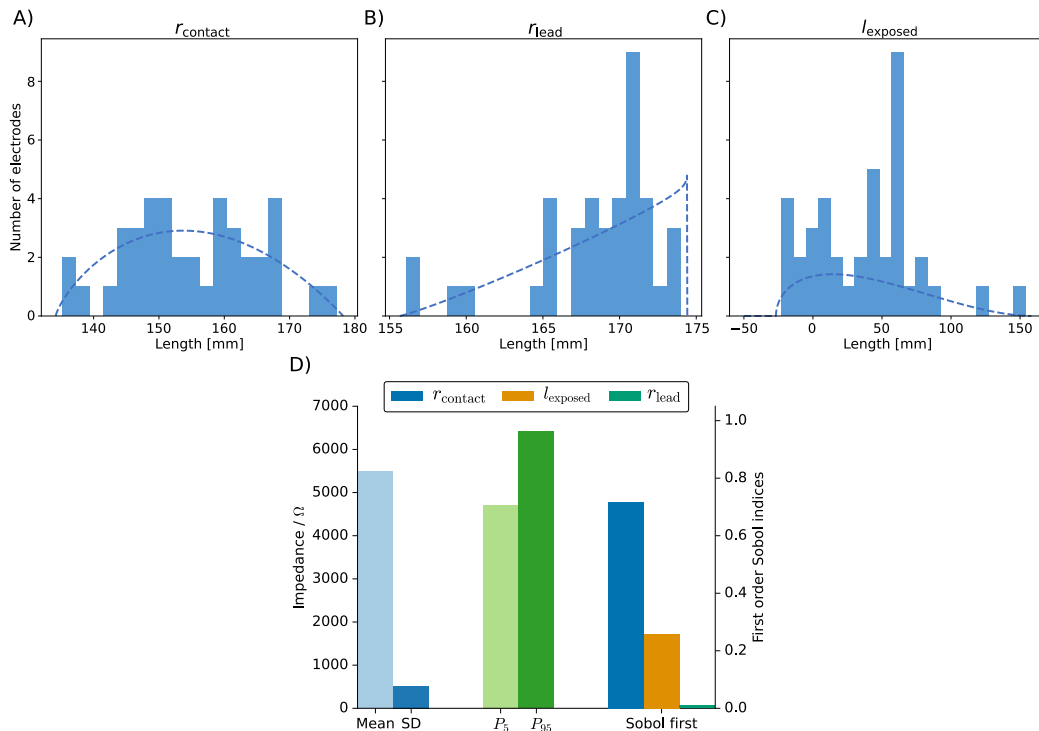 A)
r_contact
B)
r_lead
C)
l_exposed
Number of electrodes
8
6
4
2
0
140
150
160
170
180
Length [mm]
155
160
165
170
175
Length [mm]
−50
0
50
100
150
Length [mm]
D)
r_contact
l_exposed
r_lead
Impedance / Ω
7000
6000
5000
4000
3000
2000
1000
0
Mean SD
P_5
P_95
Sobol first
1.0
0.8
0.6
0.4
0.2
0.0
First order Sobol indices